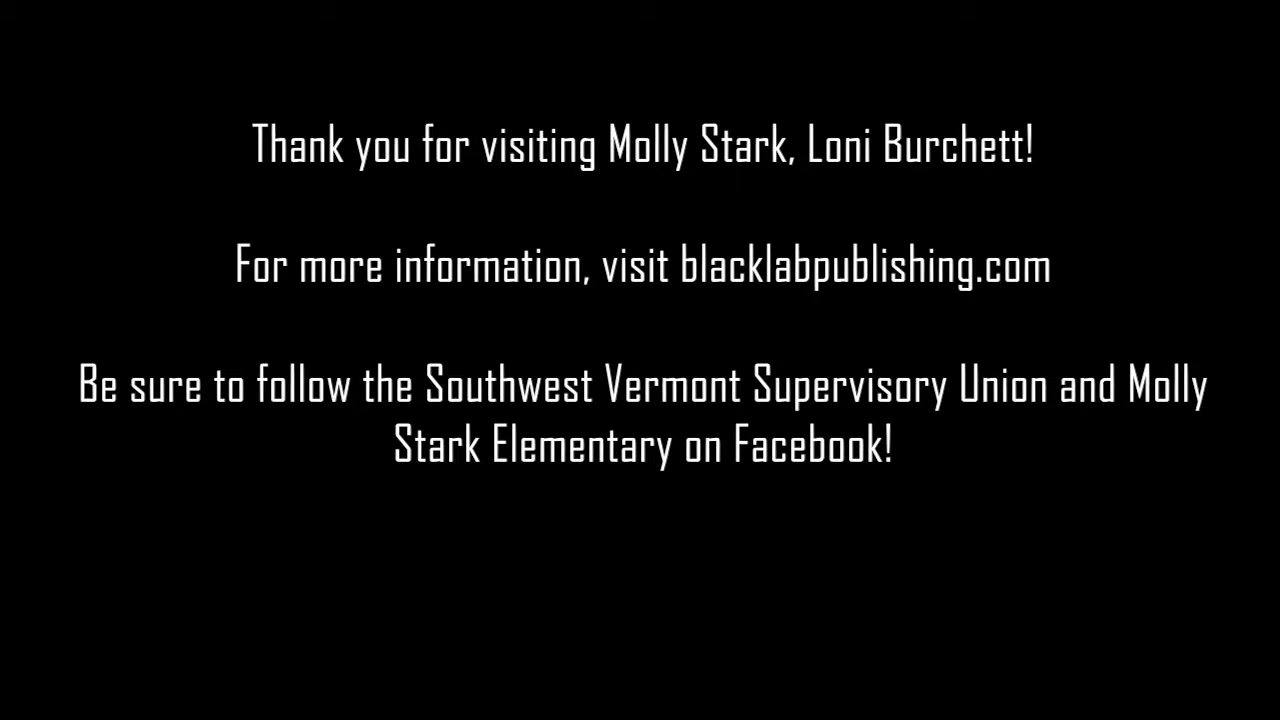 Thank you for visiting Molly Stark, Loni Burchett!
For more information, visit blacklabpublishing.com
Be sure to follow the Southwest Vermont Supervisory Union and Molly
Stark Elementary on Facebook!